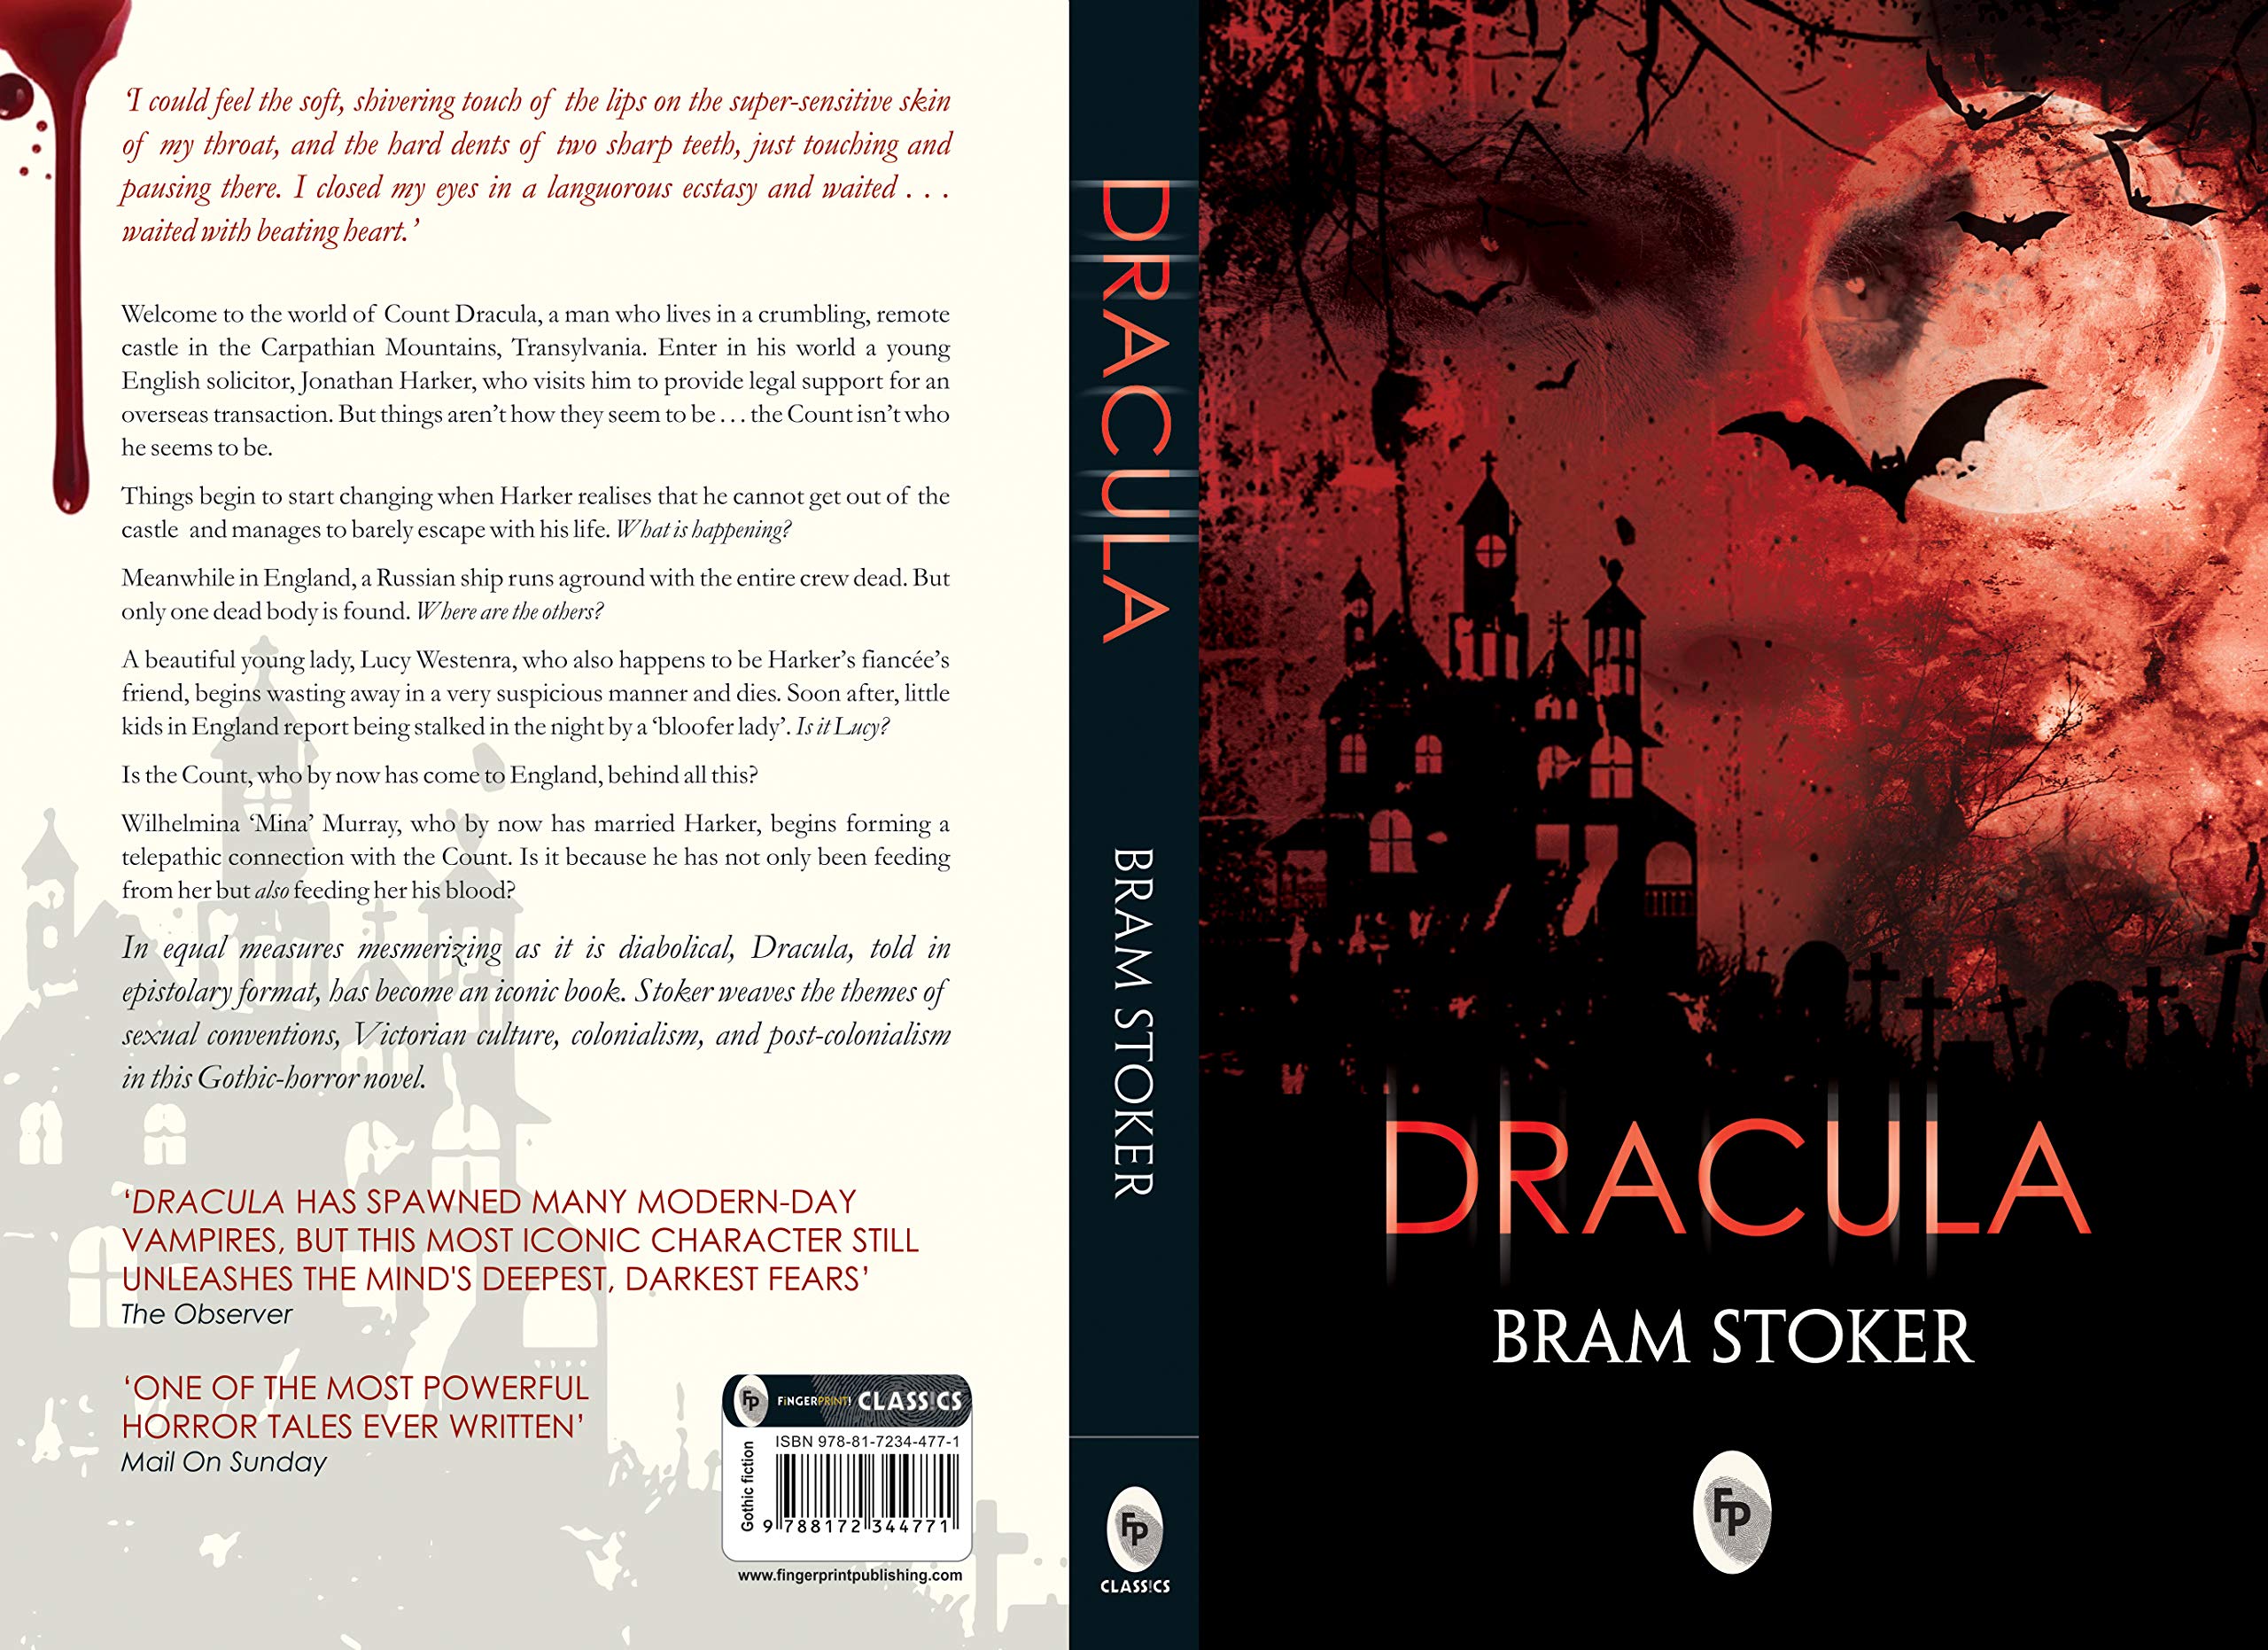 ‘I could feel the soft, shivering touch of the lips on the super-sensitive skin
of my throat, and the hard dents of two sharp teeth, just touching and
pausing there. I closed my eyes in a languorous ecstasy and waited . . .
waited with beating heart.’
Welcome to the world of Count Dracula, a man who lives in a crumbling, remote
castle in the Carpathian Mountains, Transylvania. Enter in his world a young
English solicitor, Jonathan Harker, who visits him to provide legal support for an
overseas transaction. But things aren’t how they seem to be . . . the Count isn’t who
he seems to be.
Things begin to start changing when Harker realises that he cannot get out of the
castle and manages to barely escape with his life. What is happening?
Meanwhile in England, a Russian ship runs aground with the entire crew dead. But
only one dead body is found. Where are the others?
A beautiful young lady, Lucy Westenra, who also happens to be Harker’s fiancée’s
friend, begins wasting away in a very suspicious manner and dies. Soon after, little
kids in England report being stalked in the night by a ‘bloofer lady’. Is it Lucy?
Is the Count, who by now has come to England, behind all this?
Wilhelmina ‘Mina’ Murray, who by now has married Harker, begins forming a
telepathic connection with the Count. Is it because he has not only been feeding
from her but also feeding her his blood?
In equal measures mesmerizing as it is diabolical, Dracula, told in
epistolary format, has become an iconic book. Stoker weaves the themes of
sexual conventions, Victorian culture, colonialism, and post-colonialism
in this Gothic-horror novel.
‘DRACULA HAS SPAWNED MANY MODERN-DAY
VAMPIRES, BUT THIS MOST ICONIC CHARACTER STILL
UNLEASHES THE MIND'S DEEPEST, DARKEST FEARS’
The Observer
‘ONE OF THE MOST POWERFUL
HORROR TALES EVER WRITTEN’
Mail On Sunday
FP FiNGERPRINT! CLASS!CS
ISBN 978-81-7234-477-1
Gothic fiction
9 788172 344771
www.fingerprintpublishing.com
DRACULA
BRAM STOKER
FP
CLASS!CS
DRACULA
BRAM STOKER
FP